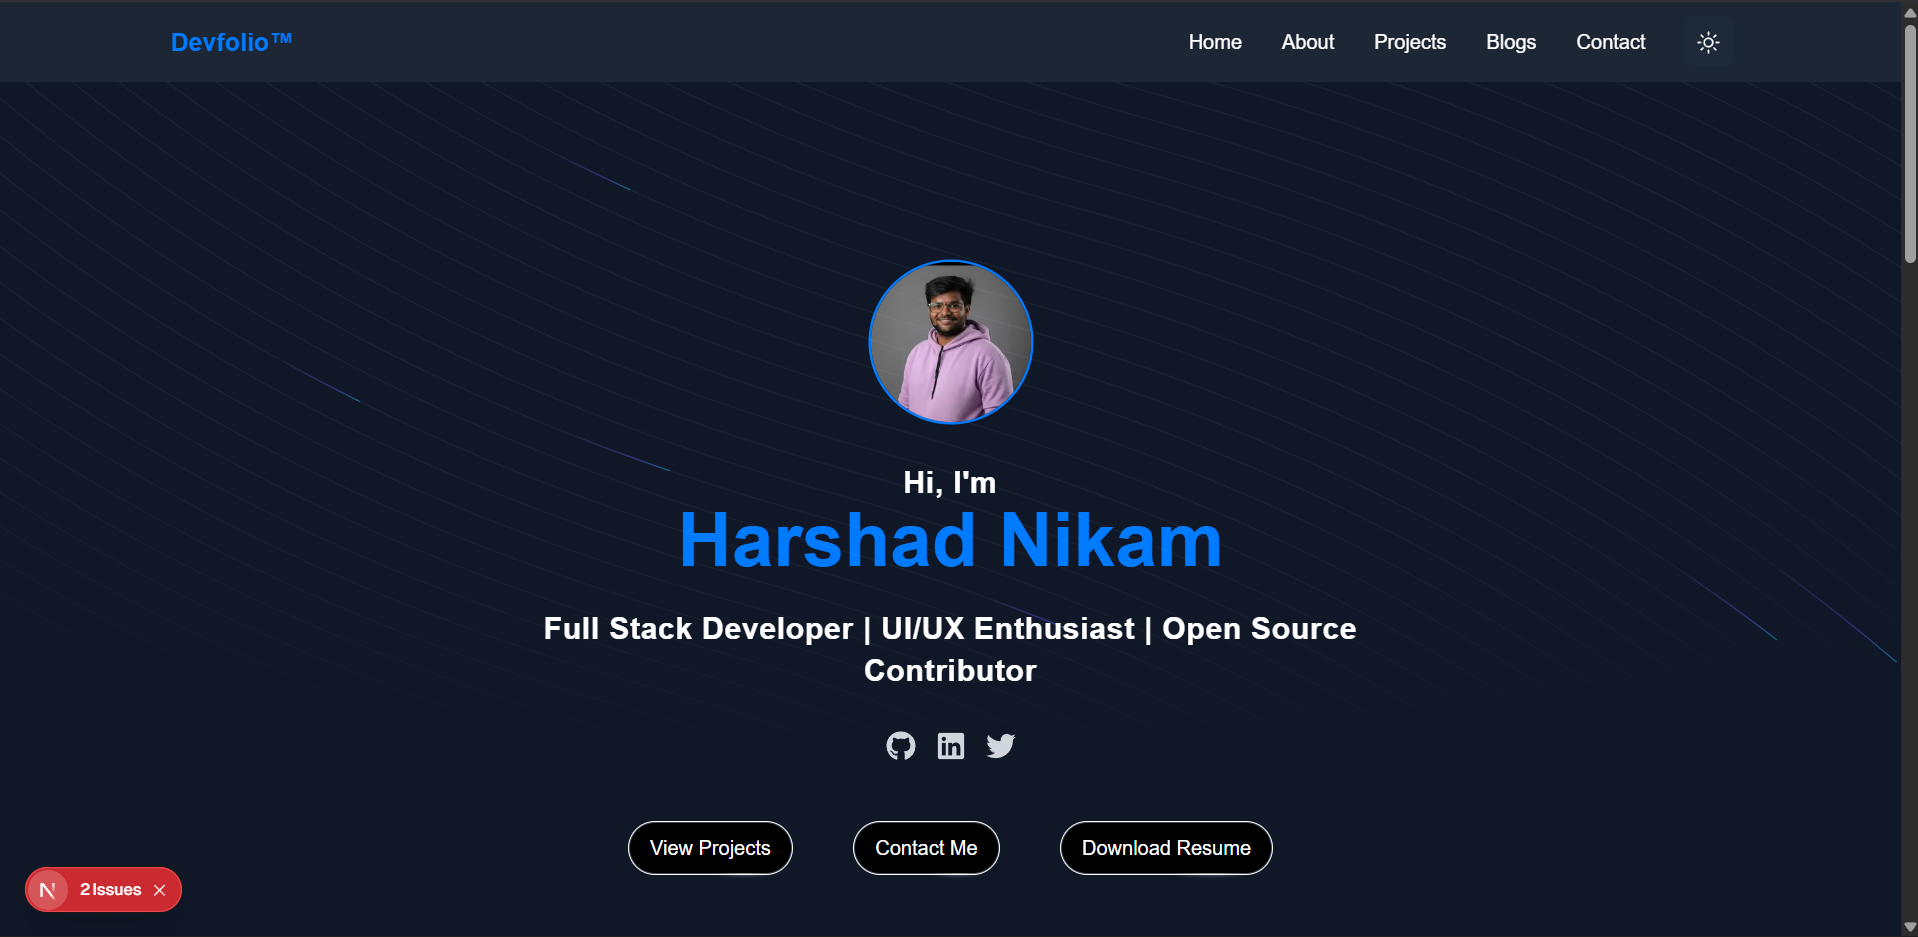 Devfolio™
Home About Projects Blogs Contact
Hi, I'm
Harshad Nikam
Full Stack Developer | UI/UX Enthusiast | Open Source
Contributor
in
View Projects Contact Me Download Resume
N 2 Issues